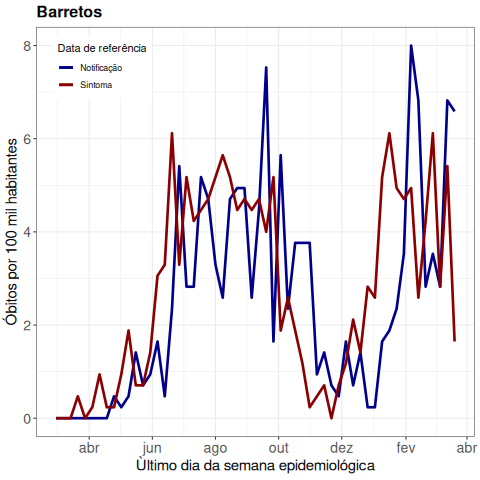 Barretos
Data de referência
Notificação
Sintoma
Óbitos por 100 mil habitantes
8
6
4
2
0
abr jun ago out dez fev abr
Último dia da semana epidemiológica